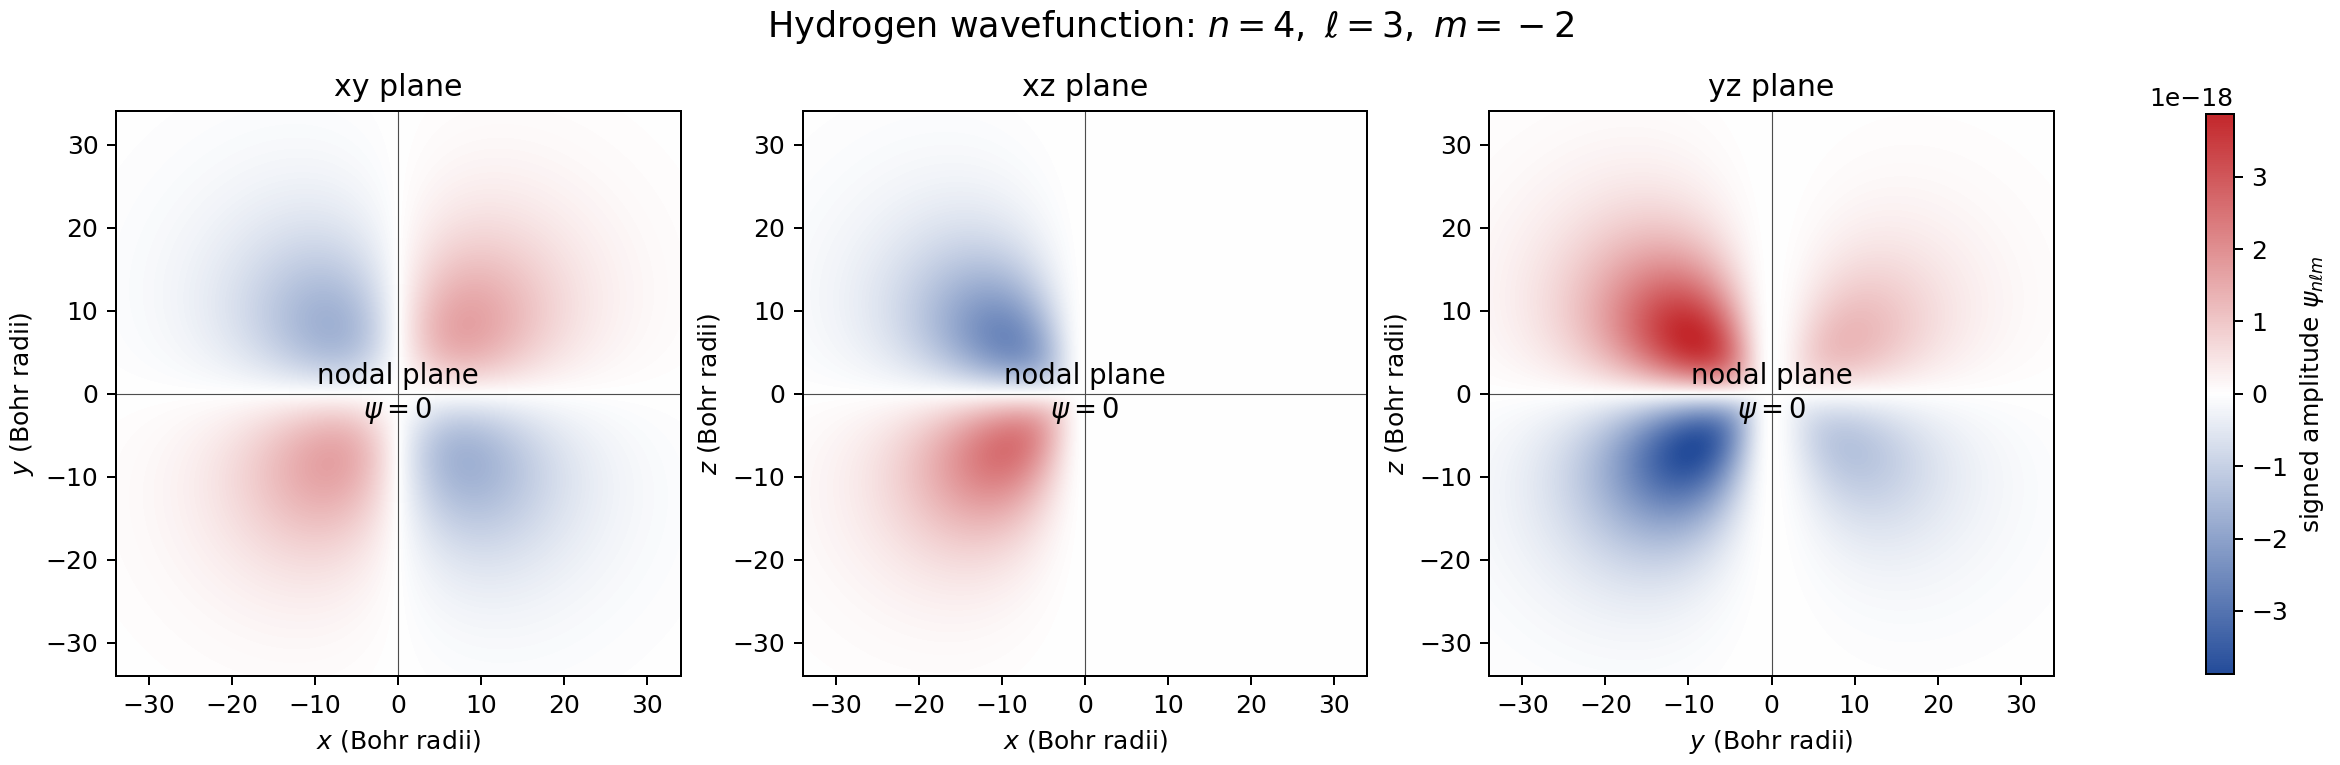 Hydrogen wavefunction: n = 4, ℓ = 3, m = −2
xy plane
30
20
10
0
−10
−20
−30
y (Bohr radii)
nodal plane
ψ = 0
−30 −20 −10 0 10 20 30
x (Bohr radii)
xz plane
30
20
10
0
−10
−20
−30
z (Bohr radii)
nodal plane
ψ = 0
−30 −20 −10 0 10 20 30
x (Bohr radii)
yz plane
30
20
10
0
−10
−20
−30
z (Bohr radii)
nodal plane
ψ = 0
−30 −20 −10 0 10 20 30
y (Bohr radii)
1e−18
3
2
1
0
−1
−2
−3
signed amplitude ψnℓm